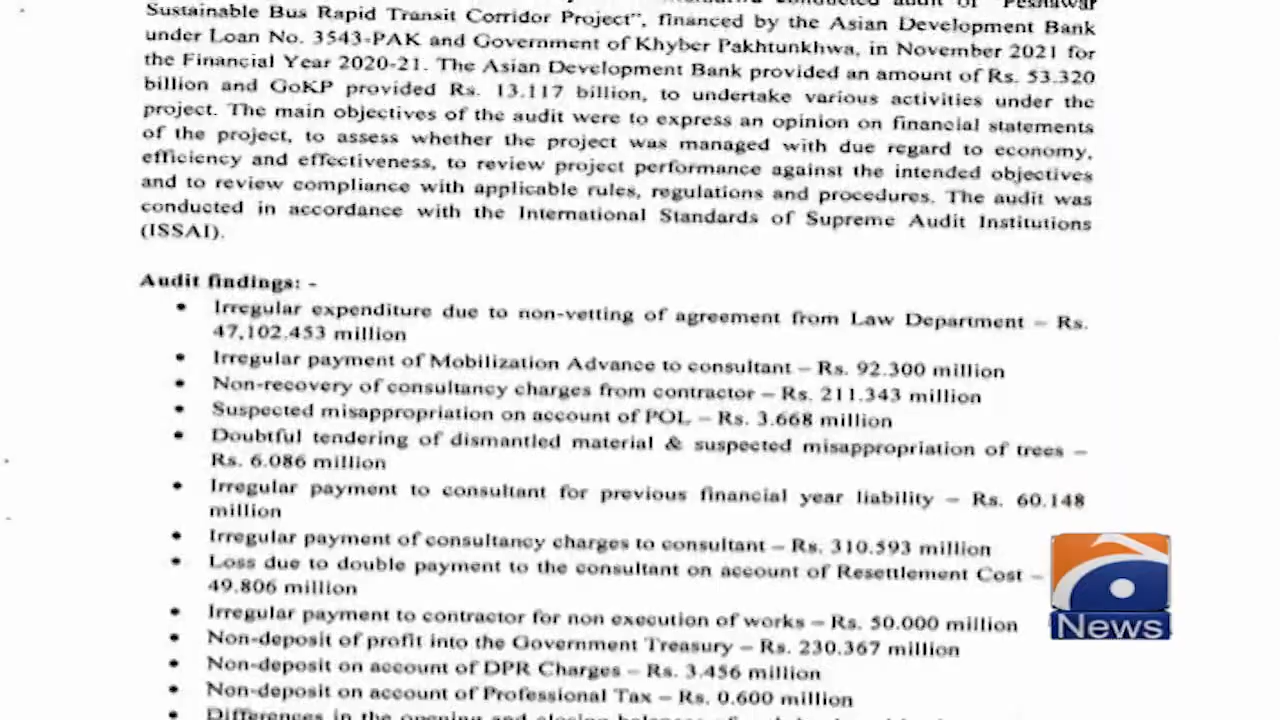 conducted audit of "Peshawar
Sustainable Bus Rapid Transit Corridor Project", financed by the Asian Development Bank
under Loan No. 3543-PAK and Government of Khyber Pakhtunkhwa, in November 2021 for
the Financial Year 2020-21. The Asian Development Bank provided an amount of Rs. 53.320
billion and GoKP provided Rs. 13.117 billion, to undertake various activities under the
project. The main objectives of the audit were to express an opinion on financial statements
of the project, to assess whether the project was managed with due regard to economy,
efficiency and effectiveness, to review project performance against the intended objectives
and to review compliance with applicable rules, regulations and procedures. The audit was
conducted in accordance with the International Standards of Supreme Audit Institutions
(ISSAI).
Audit findings: -
• Irregular expenditure due to non-vetting of agreement from Law Department – Rs.
47,102.453 million
• Irregular payment of Mobilization Advance to consultant – Rs. 92.300 million
• Non-recovery of consultancy charges from contractor – Rs. 211.343 million
• Suspected misappropriation on account of POL – Rs. 3.668 million
• Doubtful tendering of dismantled material & suspected misappropriation of trees –
Rs. 6.086 million
• Irregular payment to consultant for previous financial year liability – Rs. 60.148
million
• Irregular payment of consultancy charges to consultant – Rs. 310.593 million
• Loss due to double payment to the consultant on account of Resettlement Cost –
49.806 million
• Irregular payment to contractor for non execution of works – Rs. 50.000 million
• Non-deposit of profit into the Government Treasury – Rs. 230.367 million
• Non-deposit on account of DPR Charges – Rs. 3.456 million
• Non-deposit on account of Professional Tax – Rs. 0.600 million
• Differences in the opening and closing balances of
News